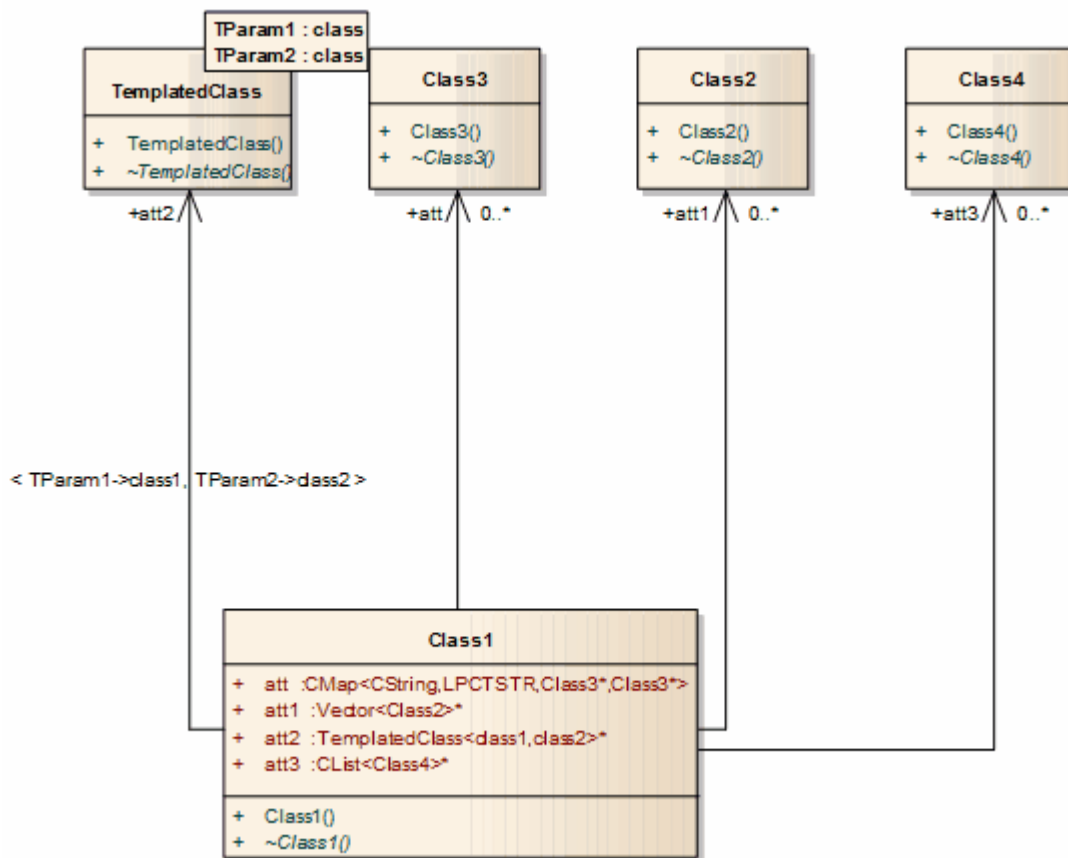 TParam1 : class
TParam2 : class
TemplatedClass
+ TemplatedClass()
+ ~TemplatedClass()
Class3
+ Class3()
+ ~Class3()
Class2
+ Class2()
+ ~Class2()
Class4
+ Class4()
+ ~Class4()
+att2
+att 0..*
+att1 0..*
+att3 0..*
< TParam1->class1, TParam2->class2 >
Class1
+ att :CMap<CString,LPCTSTR,Class3*,Class3*>
+ att1 :Vector<Class2>*
+ att2 :TemplatedClass<class1,class2>*
+ att3 :CList<Class4>*
+ Class1()
+ ~Class1()